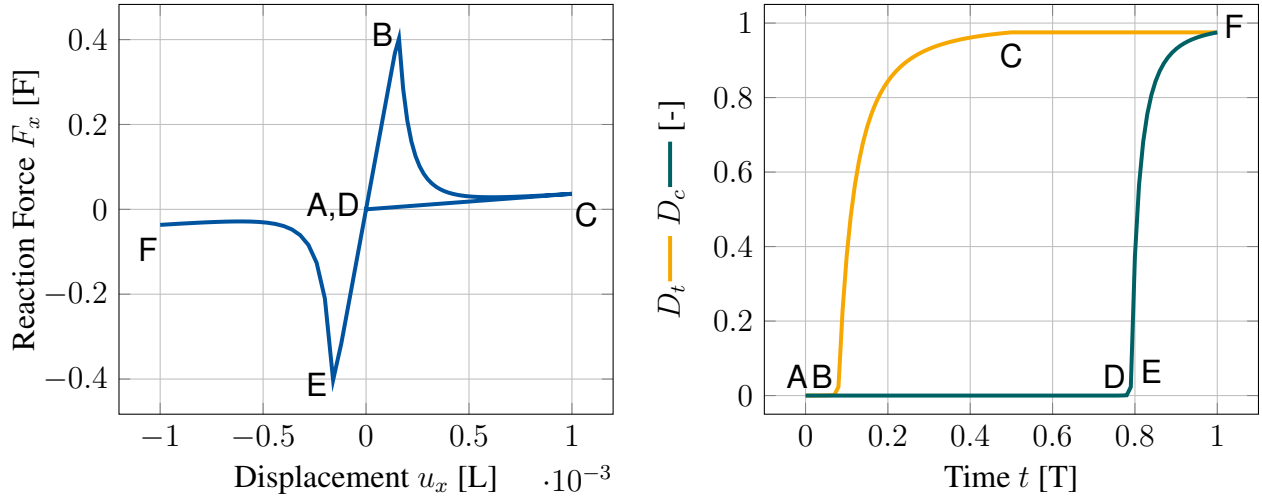 Reaction Force Fₓ [F]
0.4
0.2
0
−0.2
−0.4
B
A,D
C
F
E
−1
−0.5
0
0.5
1
Displacement uₓ [L]
·10⁻³
D_t D_c [-]
1
0.8
0.6
0.4
0.2
0
F
C
A B
D
E
0
0.2
0.4
0.6
0.8
1
Time t [T]